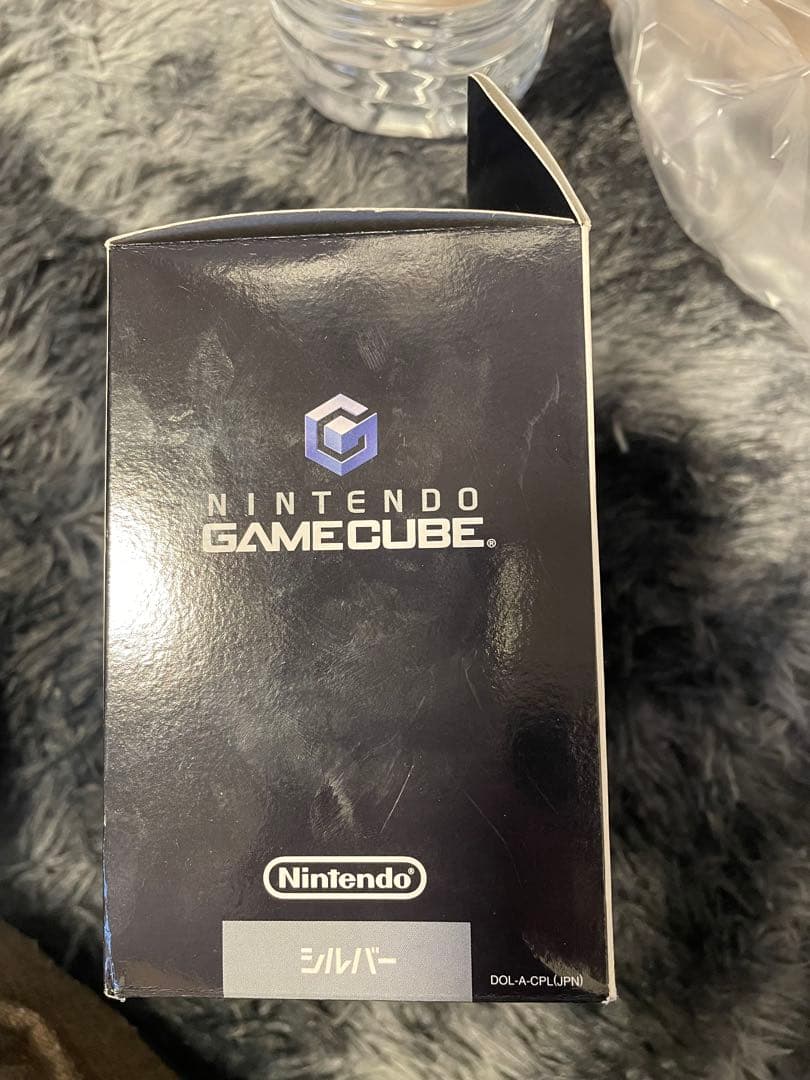 NINTENDO
GAMECUBE®
Nintendo®
シルバー
DOL-A-CPL(JPN)